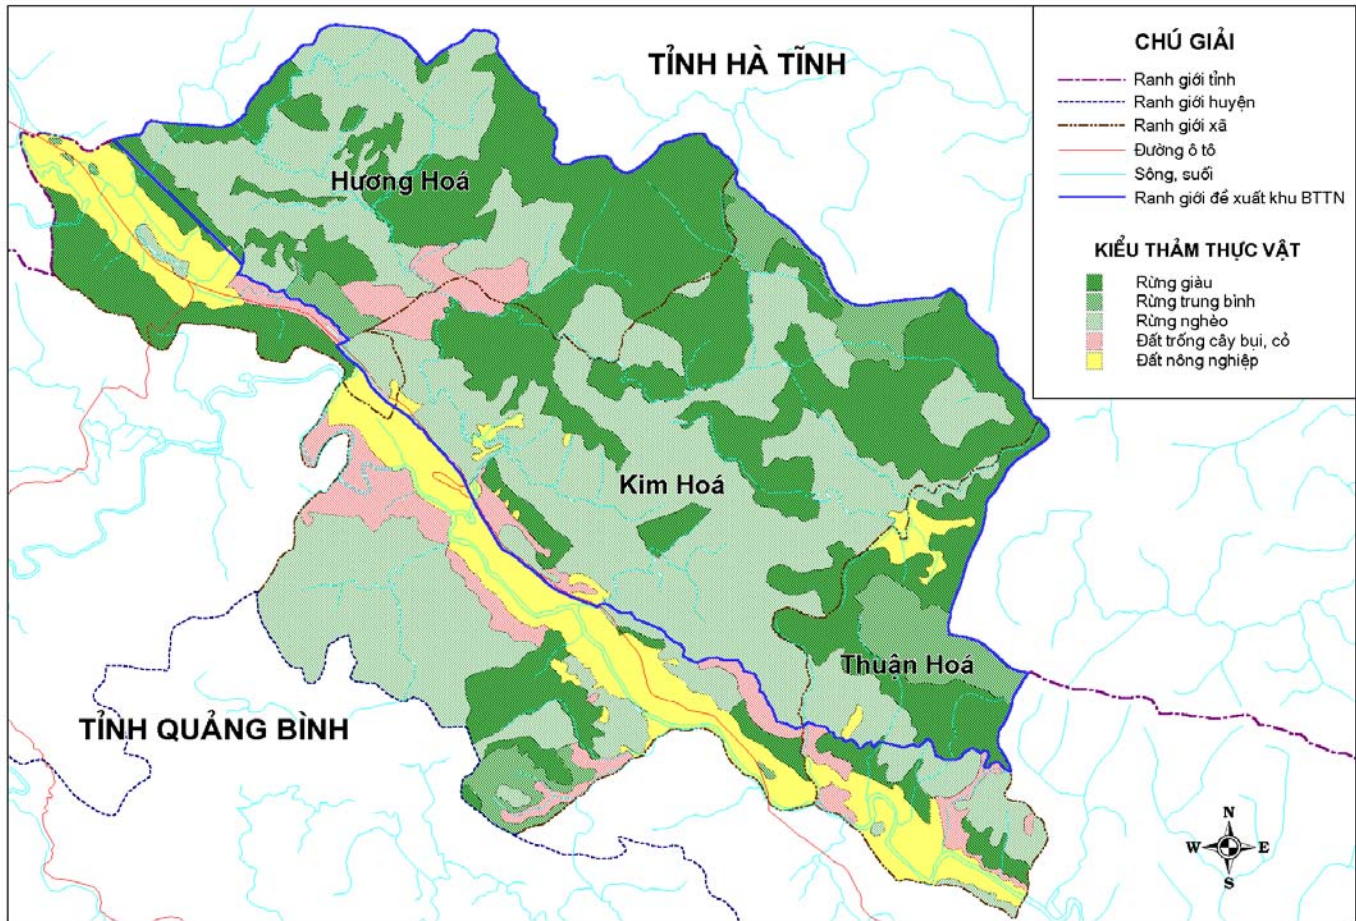 TỈNH HÀ TĨNH
CHÚ GIẢI
Ranh giới tỉnh
Ranh giới huyện
Ranh giới xã
Đường ô tô
Sông, suối
Ranh giới đề xuất khu BTTN
KIỂU THẢM THỰC VẬT
Rừng giàu
Rừng trung bình
Rừng nghèo
Đất trống cây bụi, cỏ
Đất nông nghiệp
Hương Hoá
Kim Hoá
Thuận Hoá
TỈNH QUẢNG BÌNH
N
W E
S